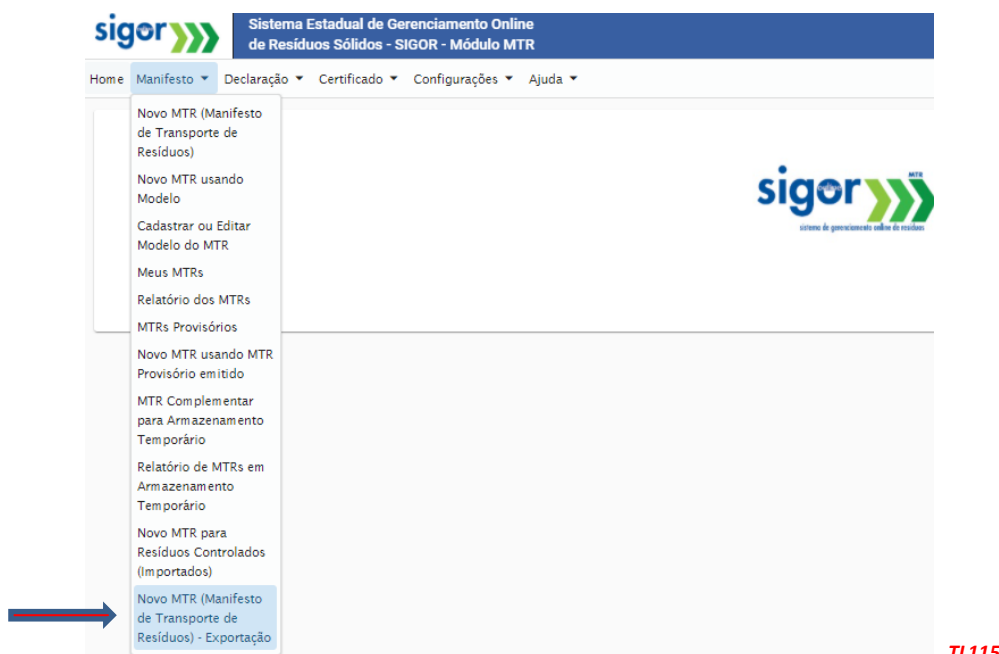 sigor
Sistema Estadual de Gerenciamento Online
de Resíduos Sólidos - SIGOR - Módulo MTR
Home Manifesto Declaração Certificado Configurações Ajuda
Novo MTR (Manifesto
de Transporte de
Resíduos)
Novo MTR usando
Modelo
Cadastrar ou Editar
Modelo do MTR
Meus MTRs
Relatório dos MTRs
MTRs Provisórios
Novo MTR usando MTR
Provisório emitido
MTR Complementar
para Armazenamento
Temporário
Relatório de MTRs em
Armazenamento
Temporário
Novo MTR para
Resíduos Controlados
(Importados)
Novo MTR (Manifesto
de Transporte de
Resíduos) - Exportação
MTR
sigor
sistema de gerenciamento online de resíduos
TL115